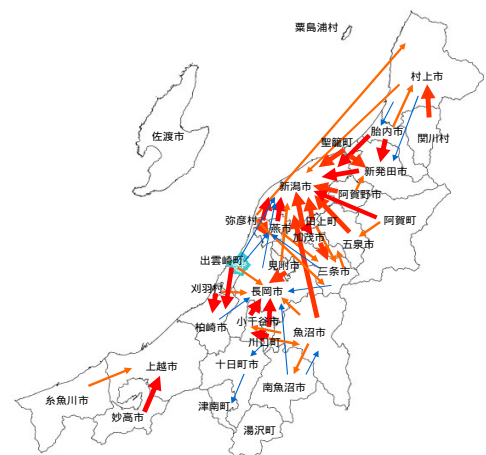 粟島浦村
村上市
佐渡市
胎内市
聖籠町
関川村
新発田市
新潟市
阿賀野市
弥彦村
燕市
田上町
阿賀町
加茂市
五泉市
出雲崎町
見附市
三条市
刈羽村
長岡市
柏崎市
小千谷市
魚沼市
川口町
上越市
十日町市
南魚沼市
糸魚川市
津南町
妙高市
湯沢町